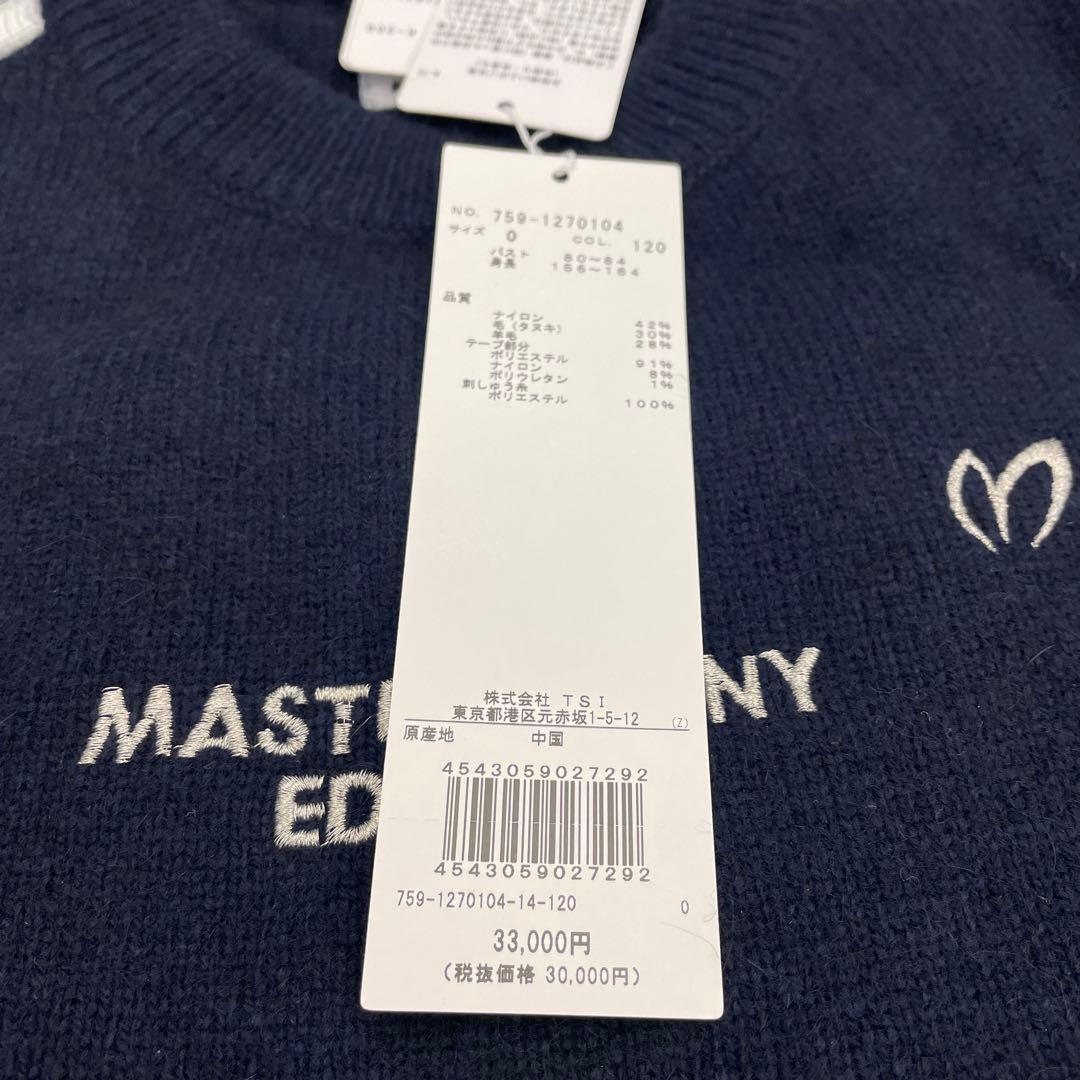 NO. 759-1270104
サイズ 0 COL. 120
バスト 80~84
身長 156~164
品質
ナイロン 42%
毛(タヌキ) 30%
羊毛 28%
テープ部分
ポリエステル 91%
ナイロン 8%
ポリウレタン 1%
刺しゅう糸
ポリエステル 100%
MAST NY
ED
株式会社 TSI
東京都港区元赤坂1-5-12 (Z)
原産地 中国
4543059027292
4543059027292
759-1270104-14-120 0
33,000円
(税抜価格 30,000円)